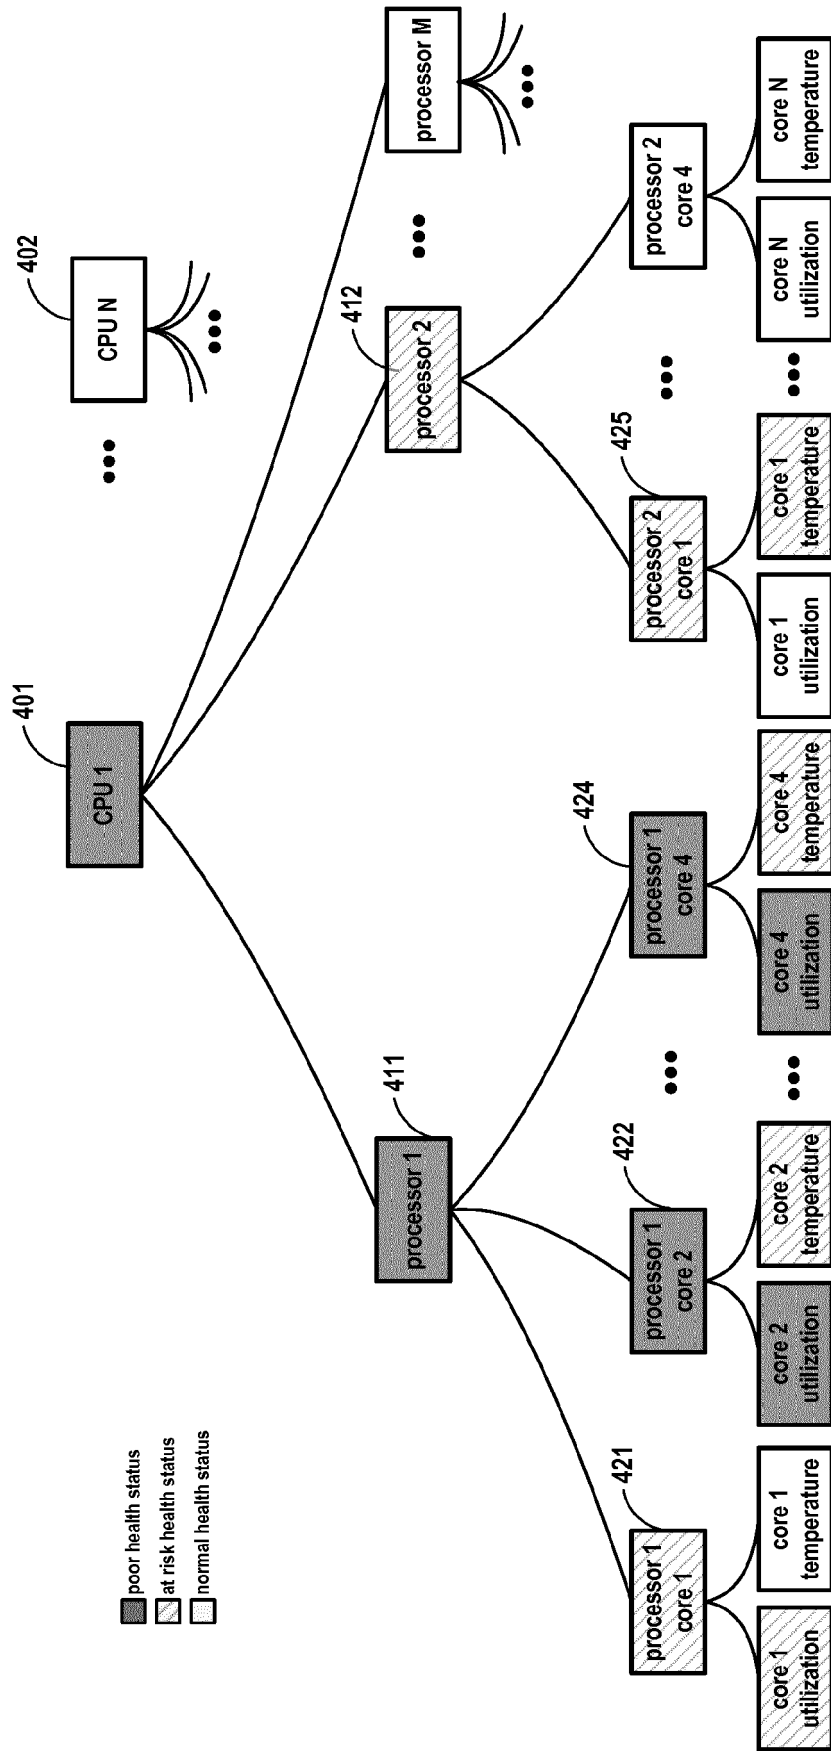 poor health status
at risk health status
normal health status
401
CPU 1
402
CPU N
411
processor 1
412
processor 2
processor M
421
processor 1
core 1
422
processor 1
core 2
424
processor 1
core 4
425
processor 2
core 1
processor 2
core 4
core 1
utilization
core 1
temperature
core 2
utilization
core 2
temperature
core 4
utilization
core 4
temperature
core 1
utilization
core 1
temperature
core N
utilization
core N
temperature